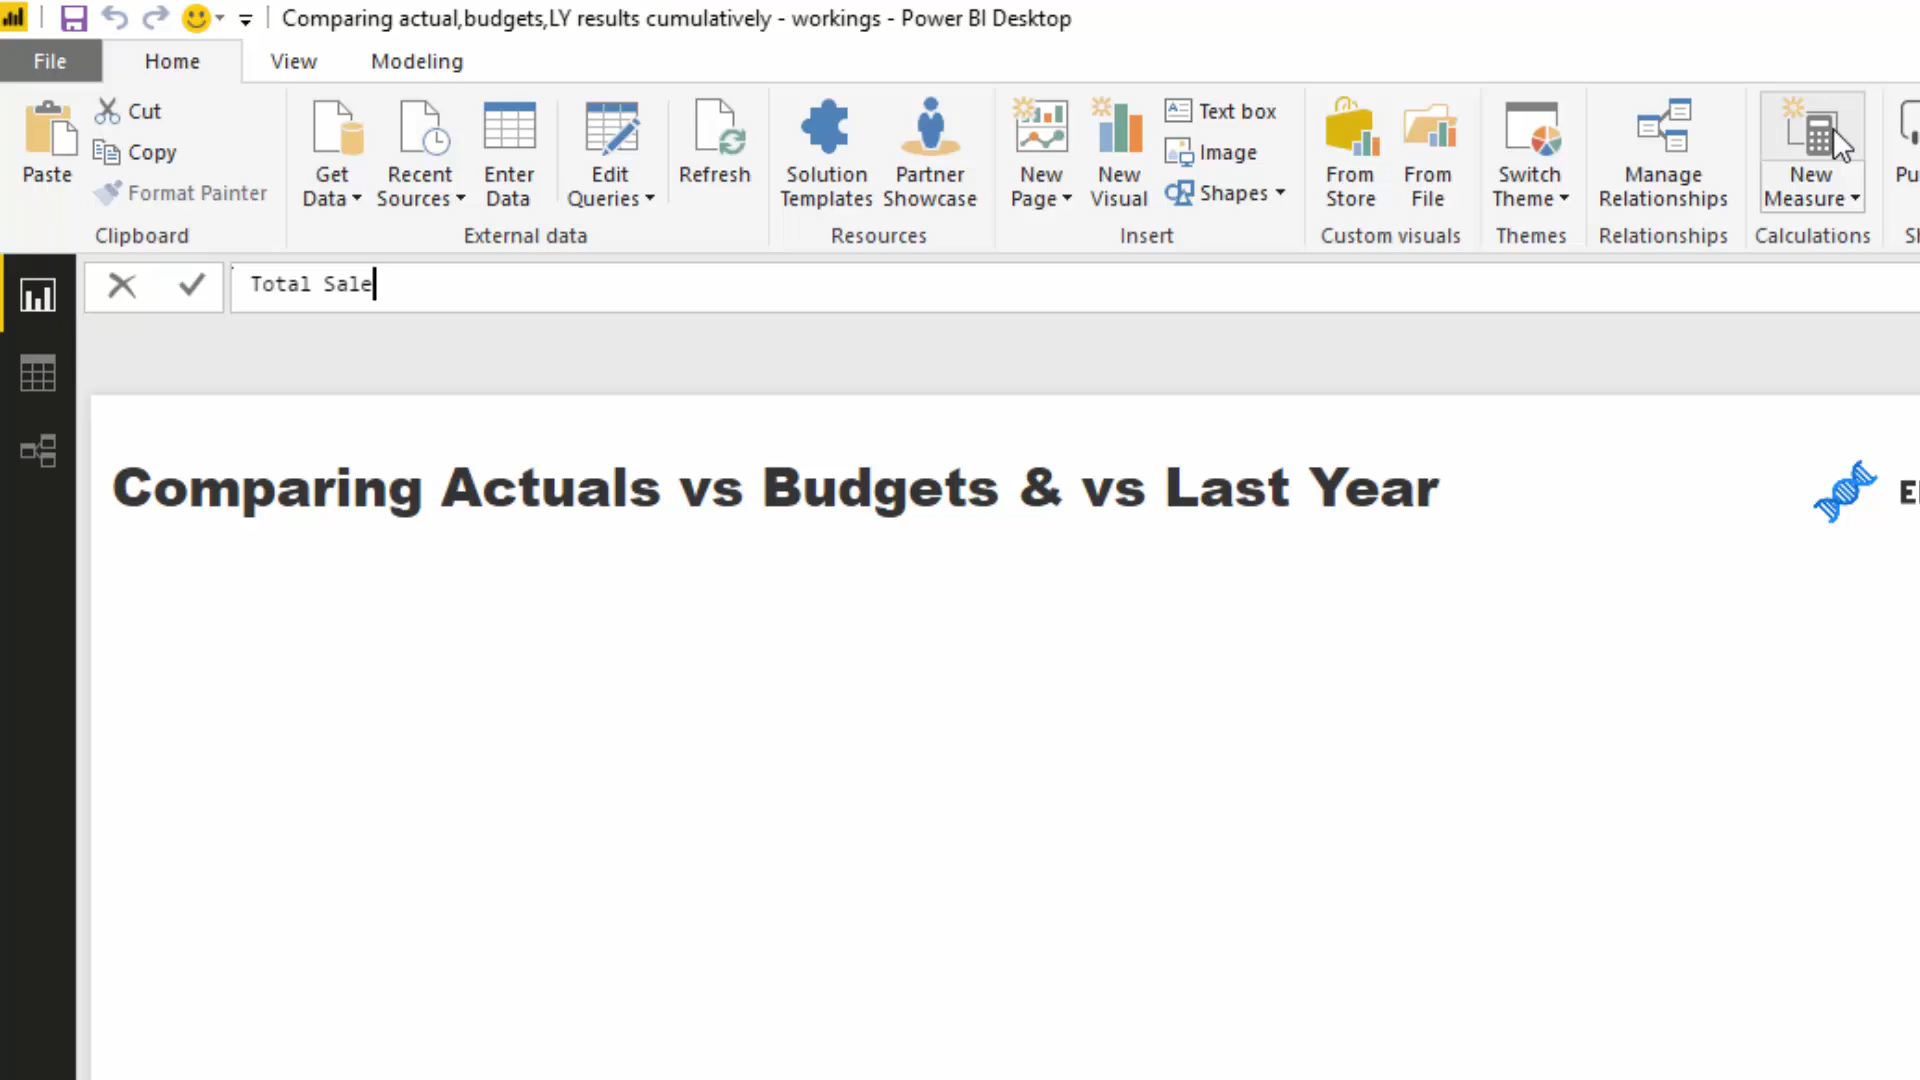 Comparing actual,budgets,LY results cumulatively - workings - Power BI Desktop
File Home View Modeling
Paste
Cut
Copy
Format Painter
Clipboard
Get Data
Recent Sources
Enter Data
Edit Queries
Refresh
External data
Solution Templates
Partner Showcase
Resources
New Page
New Visual
Text box
Image
Shapes
Insert
From Store
From File
Custom visuals
Switch Theme
Themes
Manage Relationships
Relationships
New Measure
Calculations
Total Sale
Comparing Actuals vs Budgets & vs Last Year